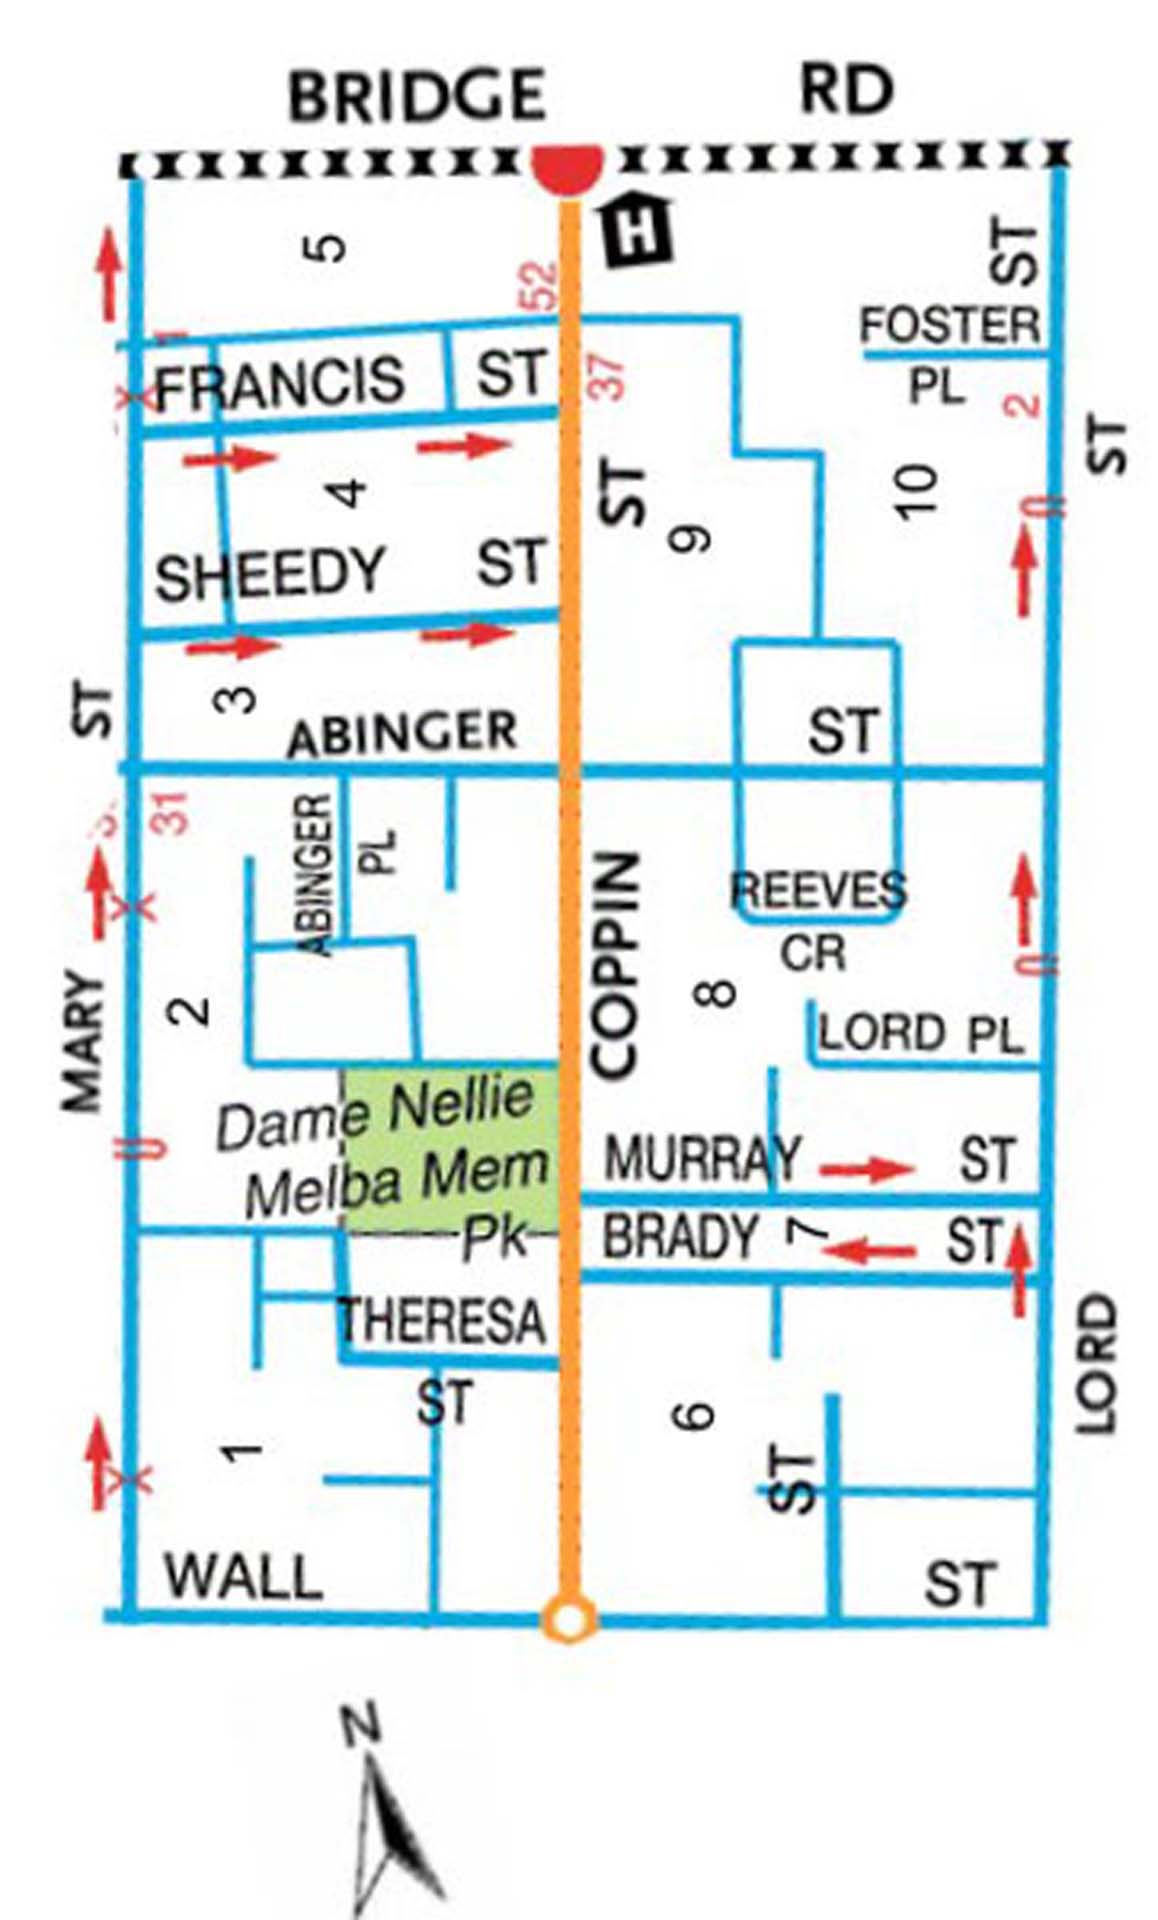 BRIDGE RD
H
5
52
ST
1
FOSTER
FRANCIS ST
37
PL
2
ST
4
ST
10
9
SHEEDY ST
3
ST
ABINGER
ST
31
ABINGER
PL
COPPIN
REEVES
CR
MARY
2
8
LORD PL
Dame Nellie
Melba Mem
Pk
MURRAY ST
BRADY 7 ST
THERESA
ST
LORD
1
6
ST
WALL
ST
N